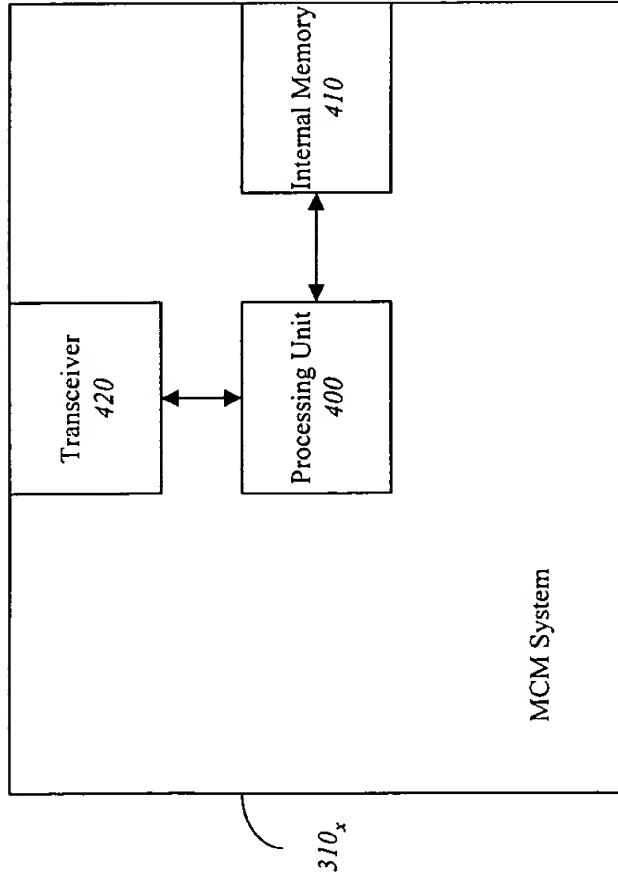 Transceiver
420
Internal Memory
410
Processing Unit
400
MCM System
310x